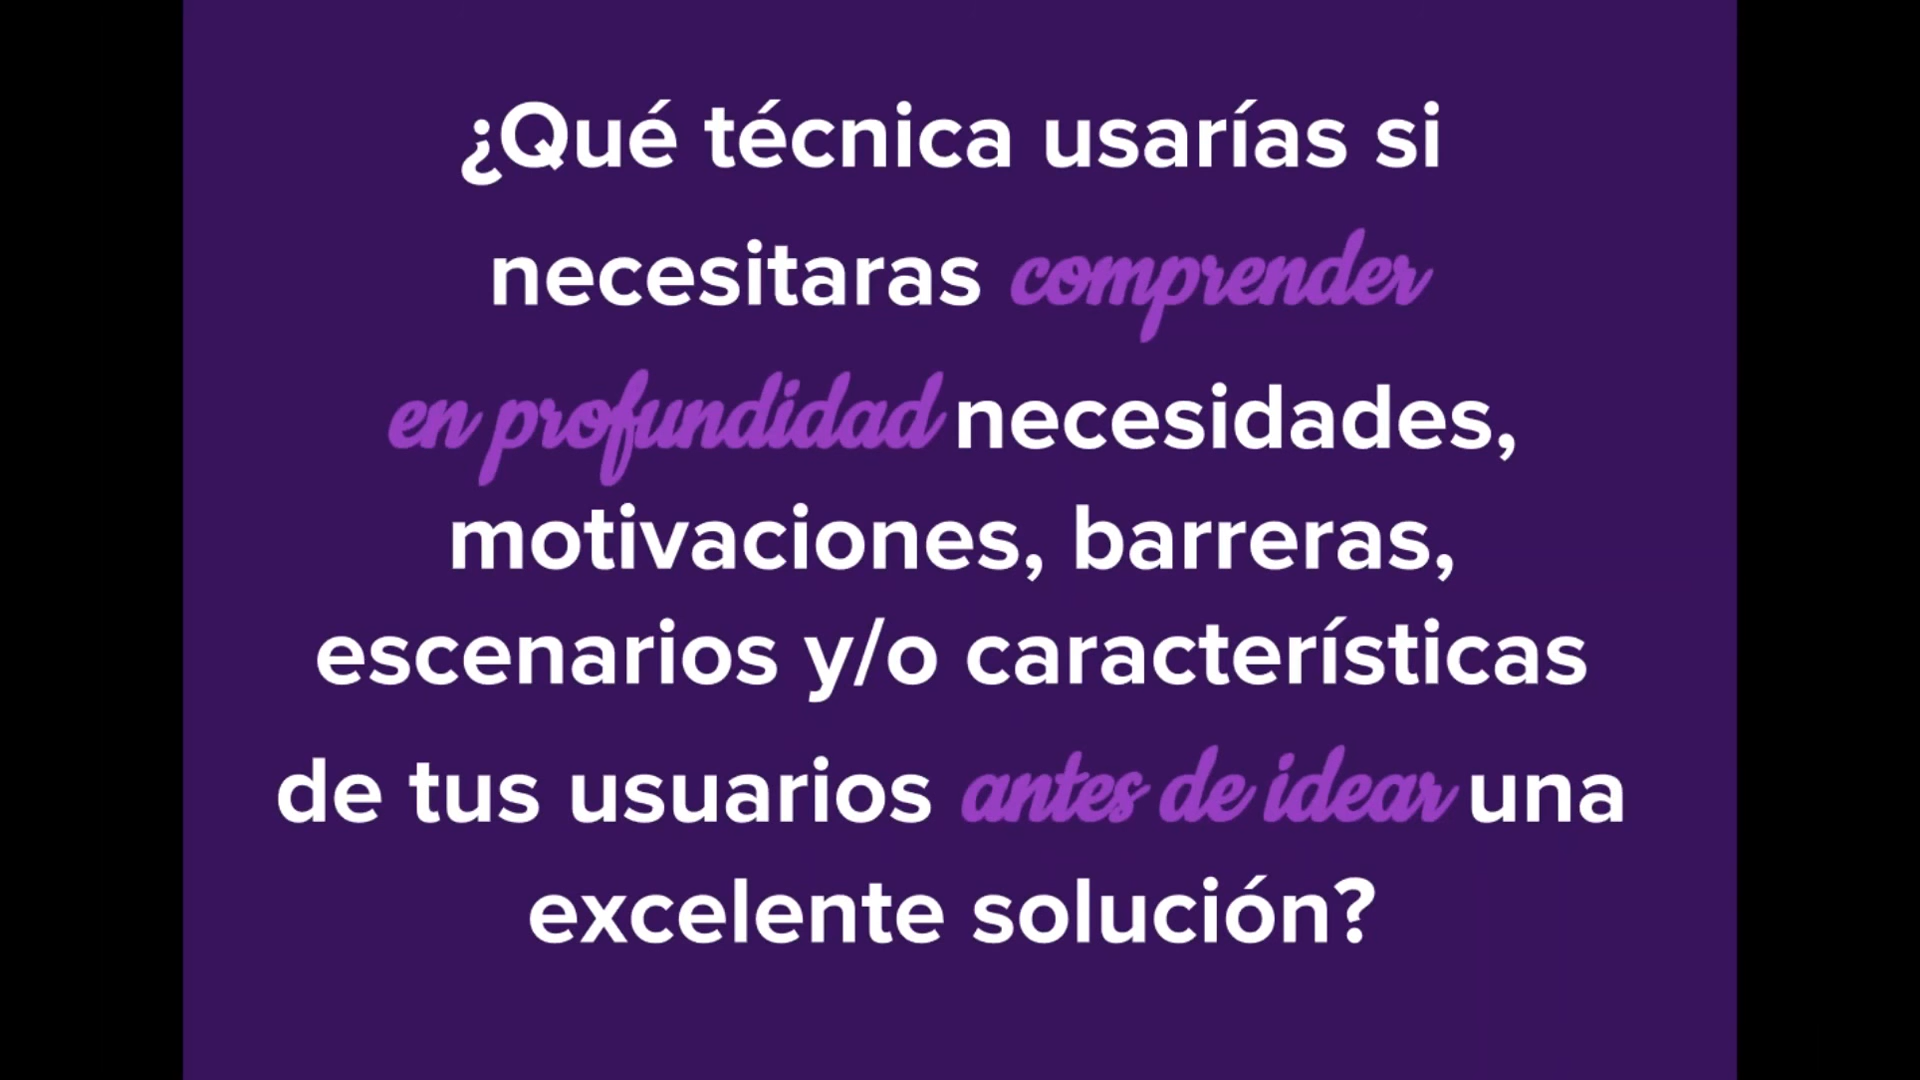 ¿Qué técnica usarías si
necesitaras comprender
en profundidad necesidades,
motivaciones, barreras,
escenarios y/o características
de tus usuarios antes de idear una
excelente solución?